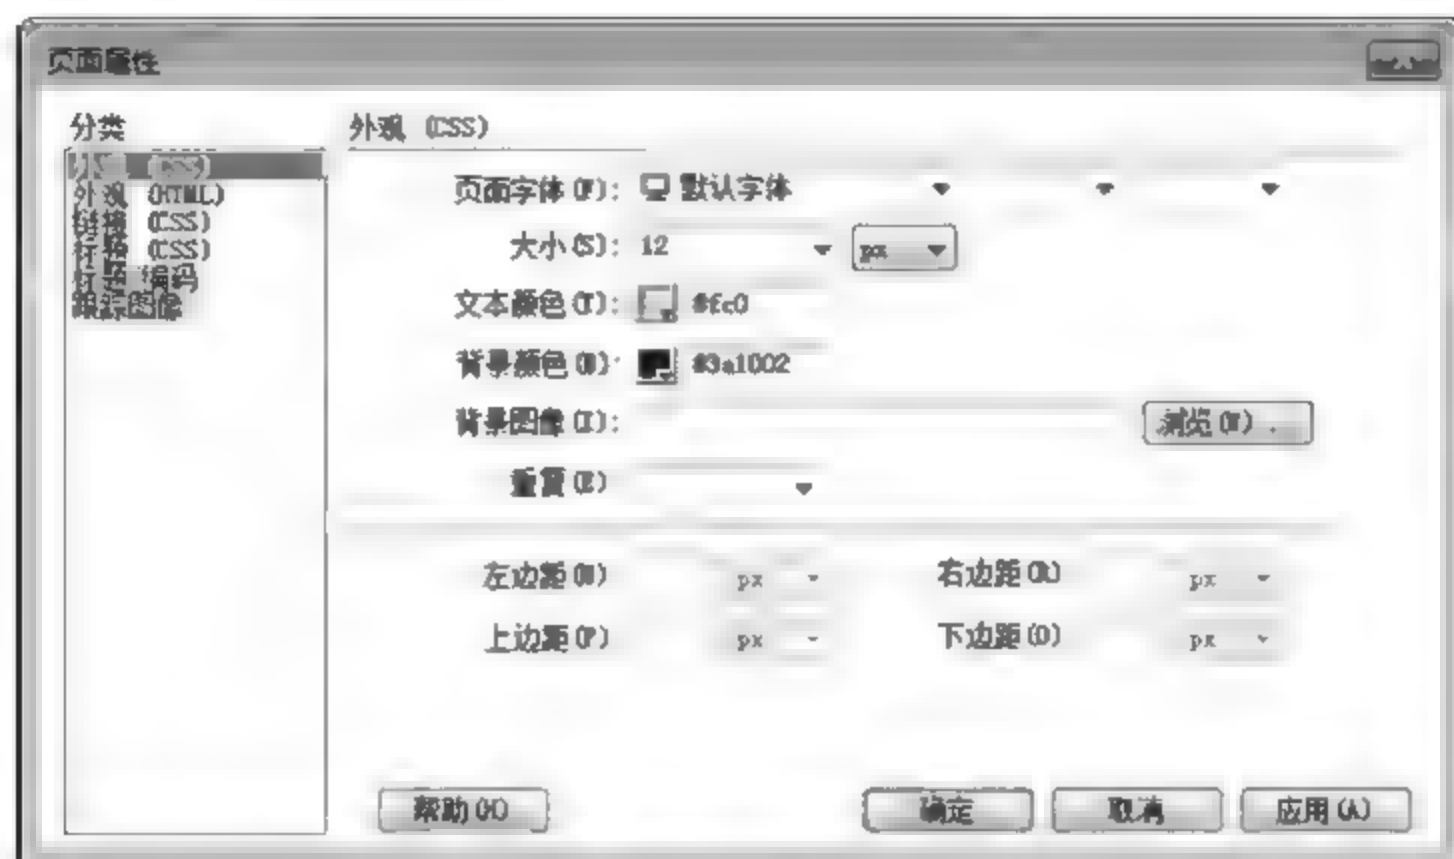 页面属性
分类
外观 (CSS)
外观 (HTML)
链接 (CSS)
标题 (CSS)
标题/编码
跟踪图像
外观 (CSS)
页面字体(F): 默认字体
大小(S): 12 px
文本颜色(T): #fc0
背景颜色(B): #3a1002
背景图像(I): 浏览(W)
重复(E)
左边距(M) px 右边距(R) px
上边距(P) px 下边距(O) px
帮助(H) 确定 取消 应用(A)